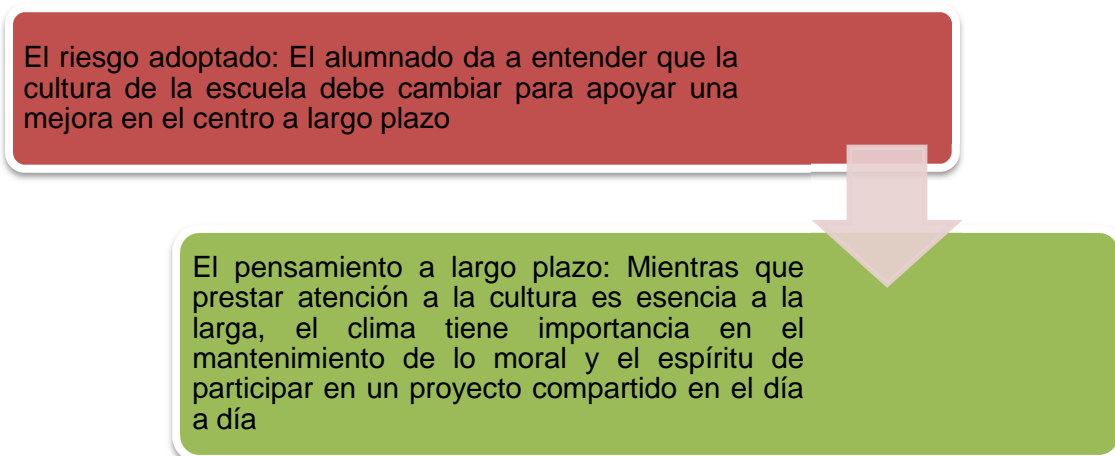 El riesgo adoptado: El alumnado da a entender que la
cultura de la escuela debe cambiar para apoyar una
mejora en el centro a largo plazo
El pensamiento a largo plazo: Mientras que
prestar atención a la cultura es esencia a la
larga, el clima tiene importancia en el
mantenimiento de lo moral y el espíritu de
participar en un proyecto compartido en el día
a día